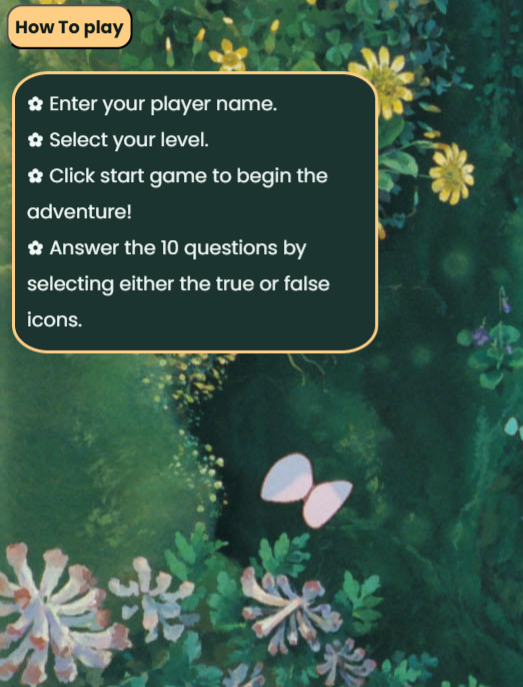 How To play
✿ Enter your player name.
✿ Select your level.
✿ Click start game to begin the
adventure!
✿ Answer the 10 questions by
selecting either the true or false
icons.